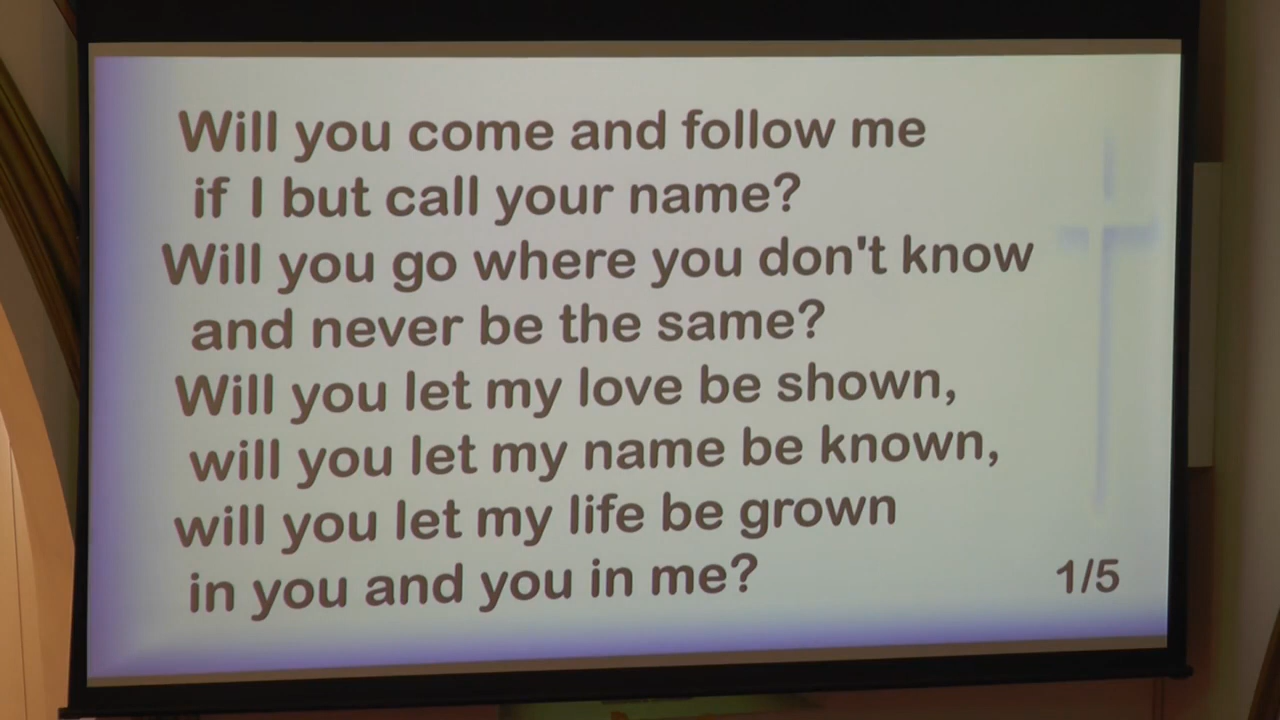 Will you come and follow me
if I but call your name?
Will you go where you don't know
and never be the same?
Will you let my love be shown,
will you let my name be known,
will you let my life be grown
in you and you in me?
1/5